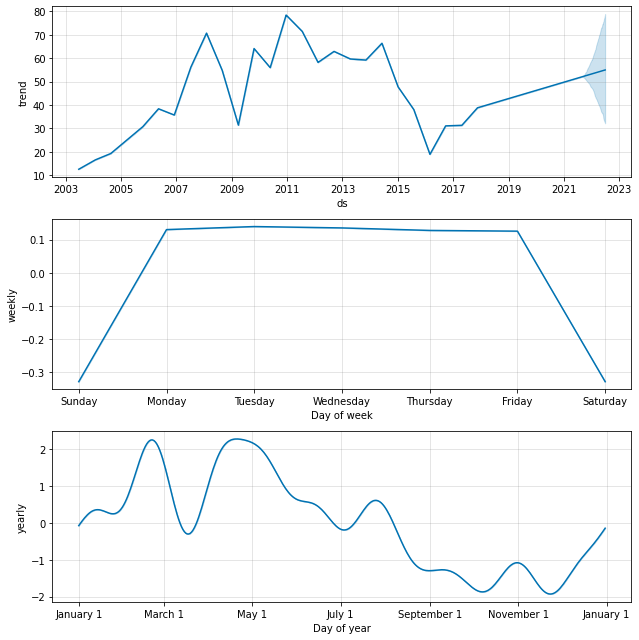 80
70
60
50
40
30
20
10
trend
2003 2005 2007 2009 2011 2013 2015 2017 2019 2021 2023
ds
0.1
0.0
−0.1
−0.2
−0.3
weekly
Sunday Monday Tuesday Wednesday Thursday Friday Saturday
Day of week
2
1
0
−1
−2
yearly
January 1 March 1 May 1 July 1 September 1 November 1 January 1
Day of year